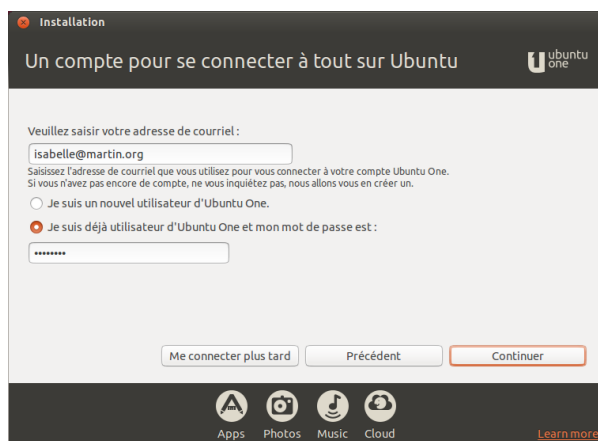 Installation
Un compte pour se connecter à tout sur Ubuntu
ubuntu
one
Veuillez saisir votre adresse de courriel :
isabelle@martin.org
Saisissez l'adresse de courriel que vous utilisez pour vous connecter à votre compte Ubuntu One.
Si vous n'avez pas encore de compte, ne vous inquiétez pas, nous allons vous en créer un.
Je suis un nouvel utilisateur d'Ubuntu One.
Je suis déjà utilisateur d'Ubuntu One et mon mot de passe est :
••••••••
Me connecter plus tard Précédent Continuer
Apps Photos Music Cloud
Learn more